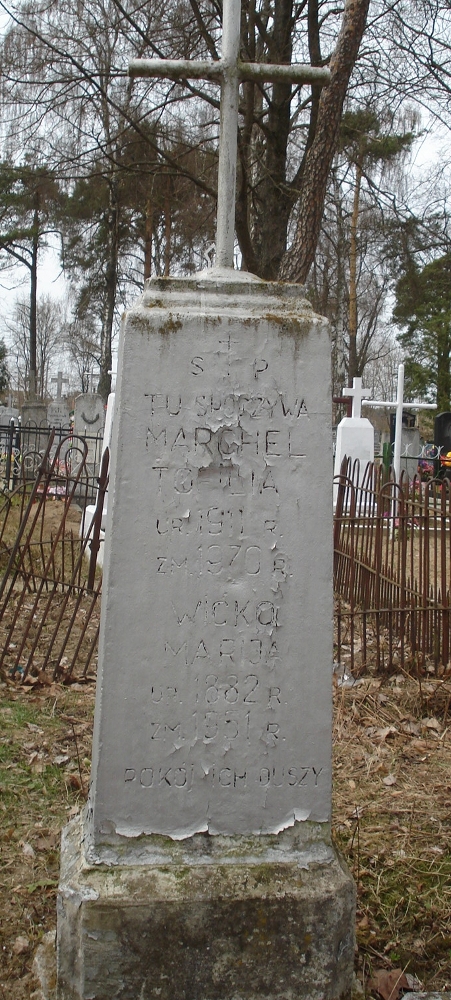 S . P
TU SPOCZYWA
MARCHEL
UR. 1911 R.
ZM. 1970 R.
WICKO
MARIJA
UR. 1882 R.
ZM. 1951 R.
POKÓJ ICH DUSZY